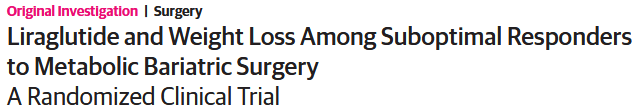 Original Investigation | Surgery
Liraglutide and Weight Loss Among Suboptimal Responders
to Metabolic Bariatric Surgery
A Randomized Clinical Trial